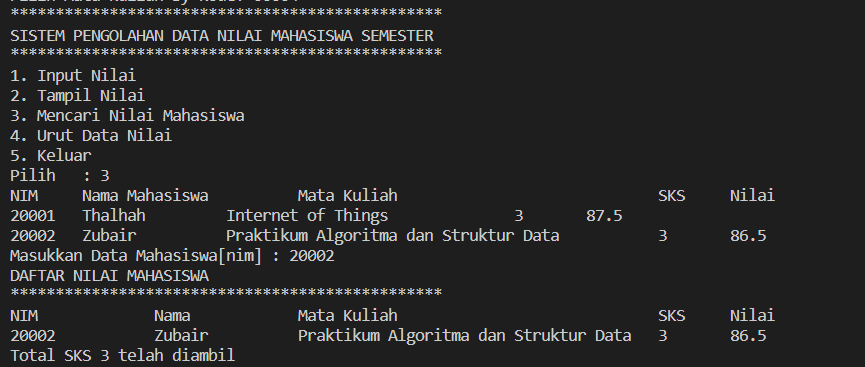 *************************************************
SISTEM PENGOLAHAN DATA NILAI MAHASISWA SEMESTER
*************************************************
1. Input Nilai
2. Tampil Nilai
3. Mencari Nilai Mahasiswa
4. Urut Data Nilai
5. Keluar
Pilih   : 3
NIM     Nama Mahasiswa          Mata Kuliah                             SKS     Nilai
20001   Thalhah         Internet of Things              3       87.5
20002   Zubair          Praktikum Algoritma dan Struktur Data           3       86.5
Masukkan Data Mahasiswa[nim] : 20002
DAFTAR NILAI MAHASISWA
*************************************************
NIM             Nama            Mata Kuliah                             SKS     Nilai
20002           Zubair          Praktikum Algoritma dan Struktur Data   3       86.5
Total SKS 3 telah diambil